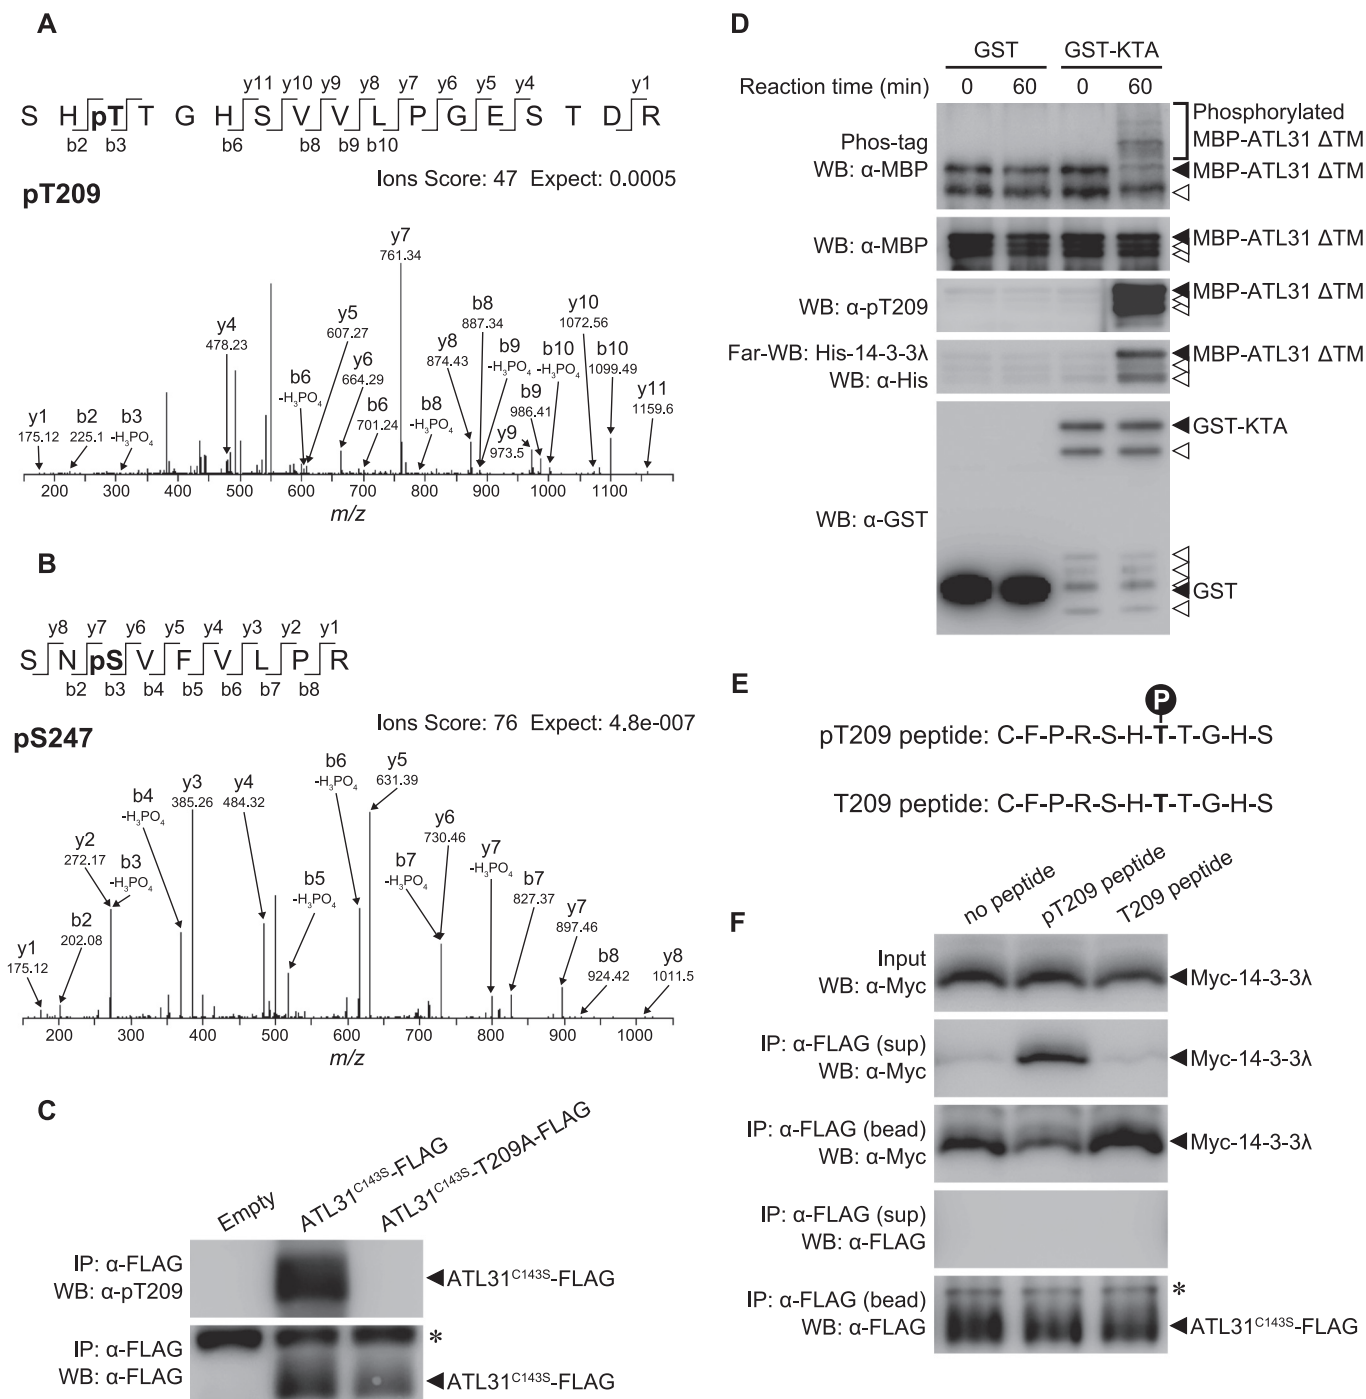 A
y11 y10 y9 y8 y7 y6 y5 y4 y1
S H pT T G H S V V L P G E S T D R
b2 b3 b6 b8 b9 b10
Ions Score: 47 Expect: 0.0005
pT209
y7
761.34
y4
478.23
y5
607.27
b6
-H₃PO₄
y6
664.29
b6
701.24
b8
-H₃PO₄
y8
874.43
b8
887.34
b9
-H₃PO₄
y9
973.5
b9
986.41
b10
-H₃PO₄
y10
1072.56
b10
1099.49
y11
1159.6
y1
175.12
b2
225.1
b3
-H₃PO₄
200 300 400 500 600 700 800 900 1000 1100
m/z
B
y8 y7 y6 y5 y4 y3 y2 y1
S N pS V F V L P R
b2 b3 b4 b5 b6 b7 b8
Ions Score: 76 Expect: 4.8e-007
pS247
y1
175.12
b2
202.08
y2
272.17
b3
-H₃PO₄
b4
-H₃PO₄
y3
385.26
y4
484.32
b5
-H₃PO₄
b6
-H₃PO₄
y5
631.39
b7
-H₃PO₄
y6
730.46
y7
-H₃PO₄
b7
827.37
y7
897.46
b8
924.42
y8
1011.5
200 300 400 500 600 700 800 900 1000
m/z
C
Empty
ATL31ᶜ¹⁴³ˢ-FLAG
ATL31ᶜ¹⁴³ˢ-T209A-FLAG
IP: α-FLAG
WB: α-pT209
ATL31ᶜ¹⁴³ˢ-FLAG
IP: α-FLAG
WB: α-FLAG
*
ATL31ᶜ¹⁴³ˢ-FLAG
D
GST GST-KTA
Reaction time (min) 0 60 0 60
Phos-tag
WB: α-MBP
Phosphorylated
MBP-ATL31 ΔTM
MBP-ATL31 ΔTM
WB: α-MBP
MBP-ATL31 ΔTM
WB: α-pT209
MBP-ATL31 ΔTM
Far-WB: His-14-3-3λ
WB: α-His
MBP-ATL31 ΔTM
GST-KTA
WB: α-GST
GST
E
P
pT209 peptide: C-F-P-R-S-H-T-T-G-H-S
T209 peptide: C-F-P-R-S-H-T-T-G-H-S
F
no peptide
pT209 peptide
T209 peptide
Input
WB: α-Myc
Myc-14-3-3λ
IP: α-FLAG (sup)
WB: α-Myc
Myc-14-3-3λ
IP: α-FLAG (bead)
WB: α-Myc
Myc-14-3-3λ
IP: α-FLAG (sup)
WB: α-FLAG
IP: α-FLAG (bead)
WB: α-FLAG
*
ATL31ᶜ¹⁴³ˢ-FLAG